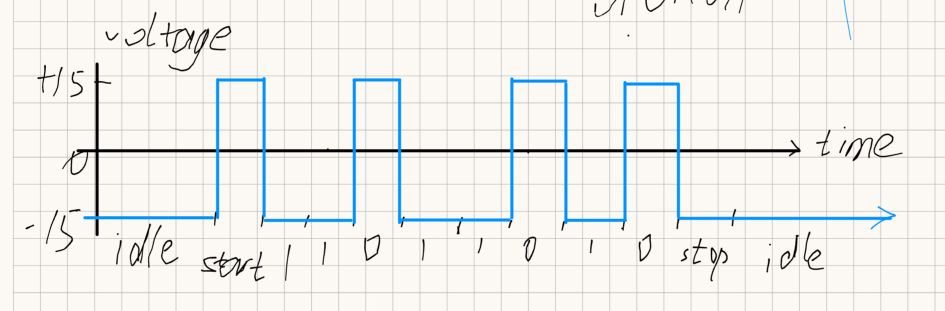 voltage
+15
0
time
-15
idle start 1 1 0 1 1 0 1 0 stop idle